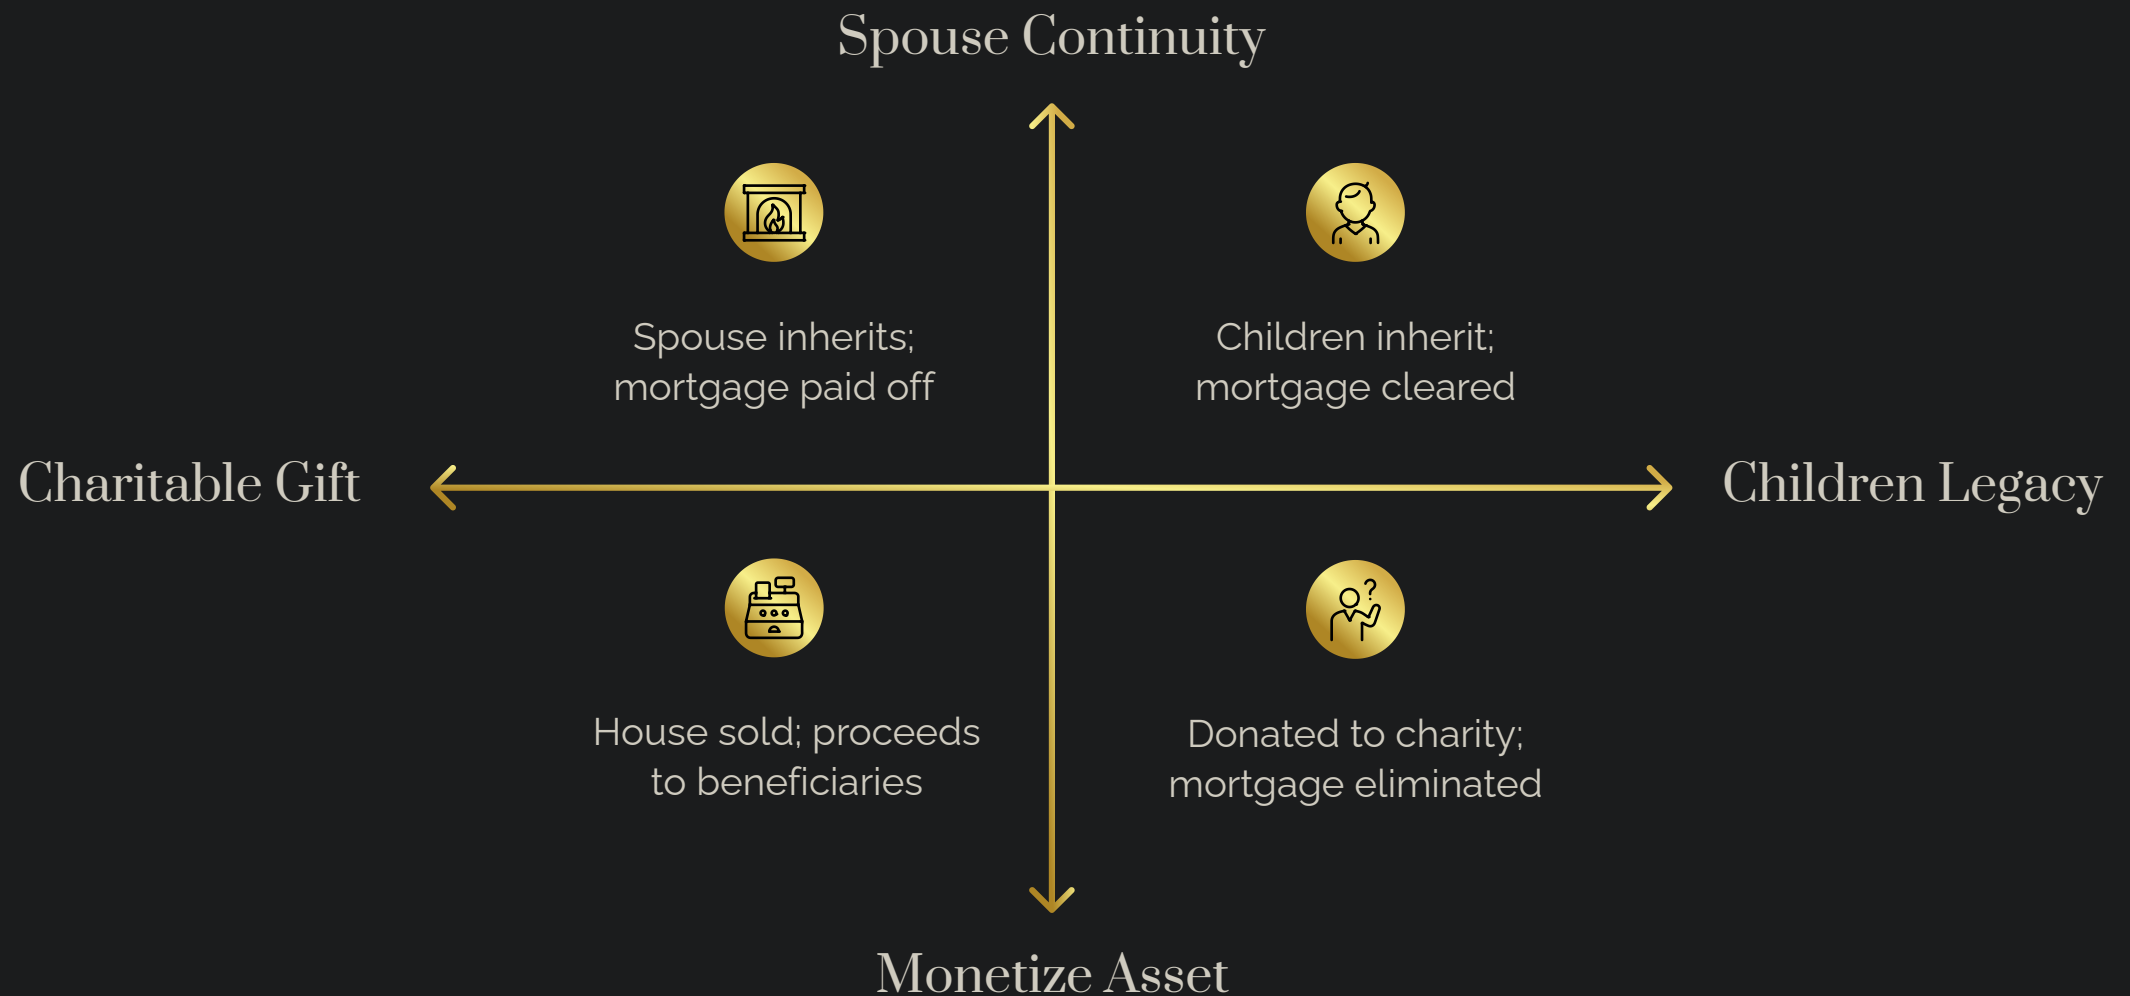 Spouse Continuity
Spouse inherits;
mortgage paid off
Children inherit;
mortgage cleared
Charitable Gift
Children Legacy
House sold; proceeds
to beneficiaries
Donated to charity;
mortgage eliminated
Monetize Asset
?